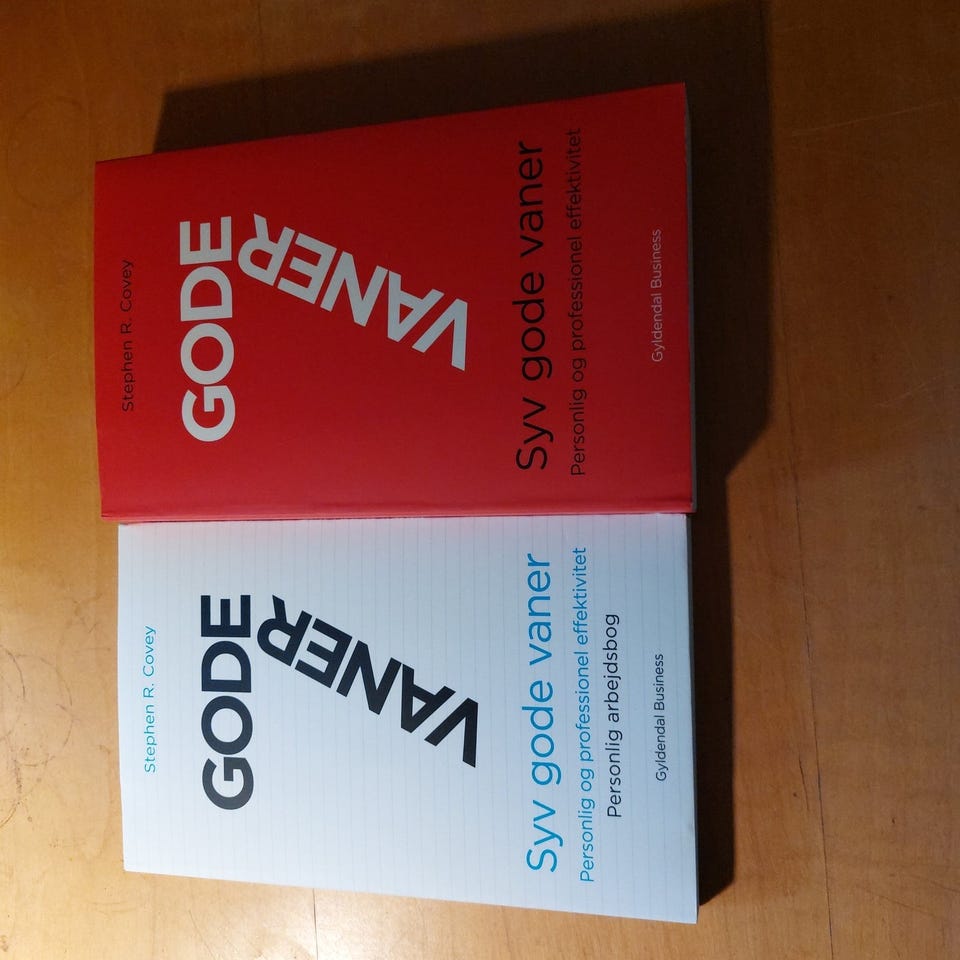 Stephen R. Covey
GODE
VANER
Syv gode vaner
Personlig og professionel effektivitet
Personlig arbejdsbog
Gyldendal Business
Stephen R. Covey
GODE
VANER
Syv gode vaner
Personlig og professionel effektivitet
Gyldendal Business